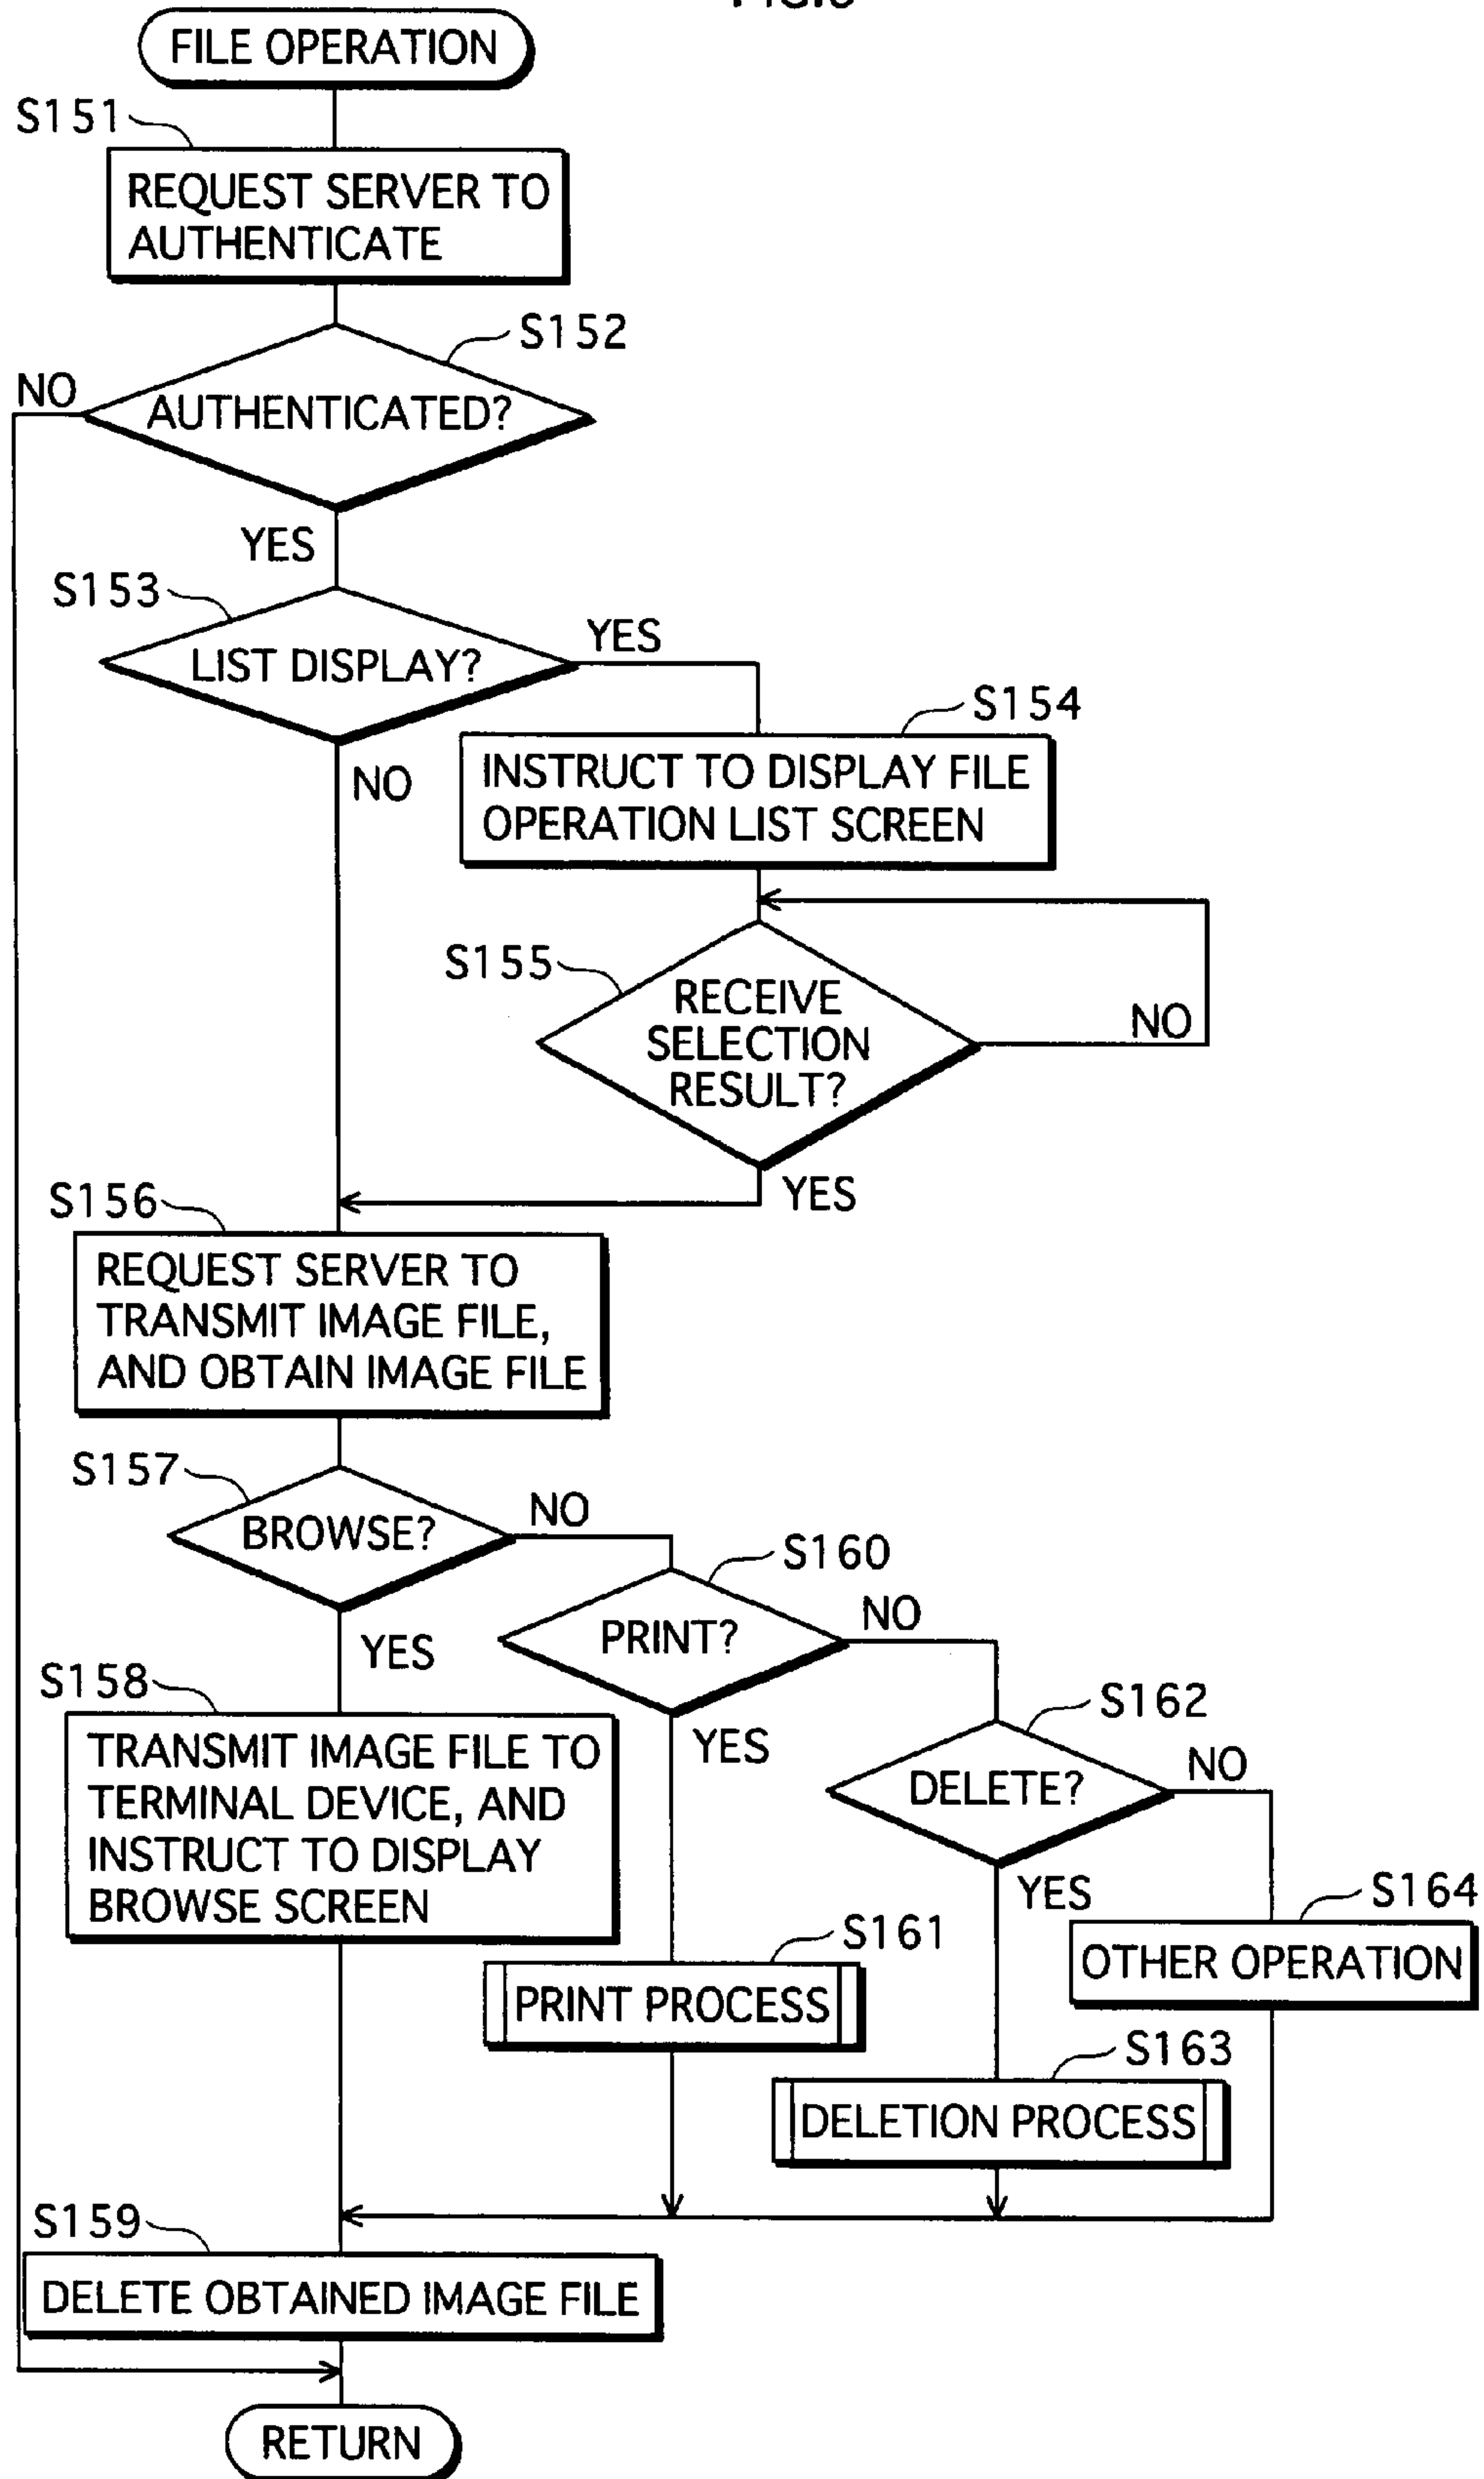 FILE OPERATION
S151
REQUEST SERVER TO
AUTHENTICATE
S152
NO
AUTHENTICATED?
YES
S153
YES
LIST DISPLAY?
S154
NO
INSTRUCT TO DISPLAY FILE
OPERATION LIST SCREEN
S155
RECEIVE
SELECTION
RESULT?
NO
YES
S156
REQUEST SERVER TO
TRANSMIT IMAGE FILE,
AND OBTAIN IMAGE FILE
S157
NO
BROWSE?
S160
NO
PRINT?
YES
S158
S162
YES
NO
TRANSMIT IMAGE FILE TO
TERMINAL DEVICE, AND
INSTRUCT TO DISPLAY
BROWSE SCREEN
DELETE?
YES
S164
S161
OTHER OPERATION
PRINT PROCESS
S163
DELETION PROCESS
S159
DELETE OBTAINED IMAGE FILE
RETURN